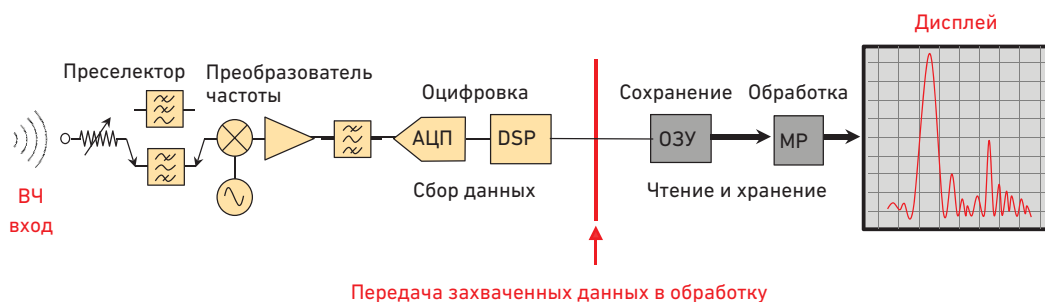 Дисплей
Преселектор
Преобразователь
частоты
Оцифровка
Сохранение
Обработка
АЦП
DSP
ОЗУ
МР
ВЧ
вход
Сбор данных
Чтение и хранение
Передача захваченных данных в обработку